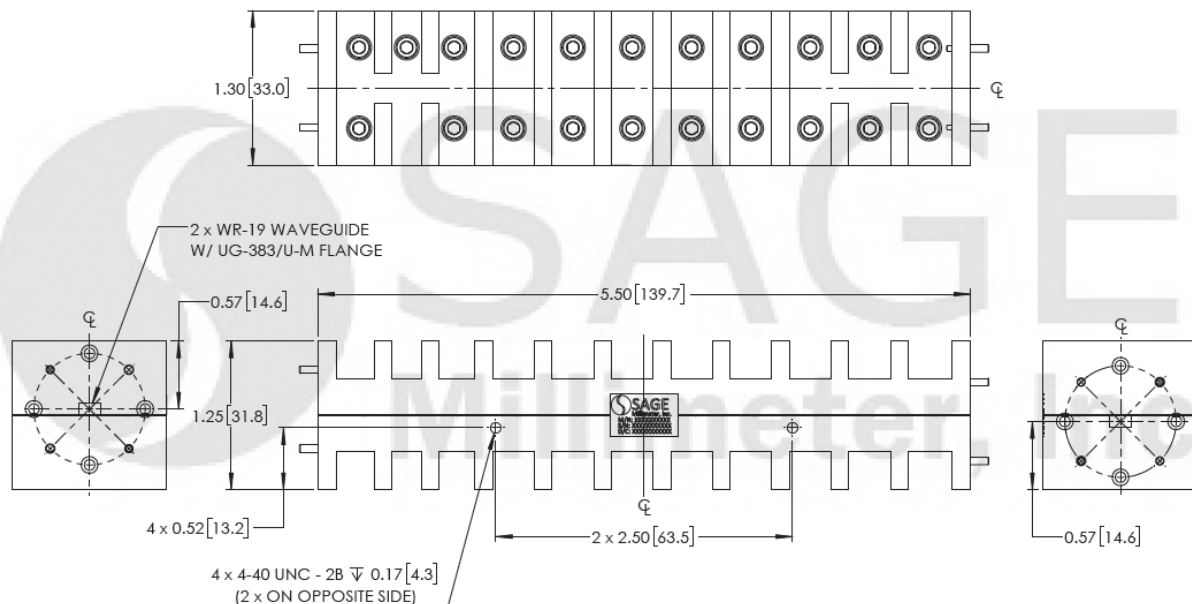 1.30[33.0]
℄
2 x WR-19 WAVEGUIDE
W/ UG-383/U-M FLANGE
SAGE
Millimeter, Inc
0.57[14.6]
5.50[139.7]
℄
℄
1.25[31.8]
SAGE
Millimeter, Inc.
4 x 0.52[13.2]
℄
2 x 2.50[63.5]
0.57[14.6]
4 x 4-40 UNC - 2B ↧ 0.17[4.3]
(2 x ON OPPOSITE SIDE)